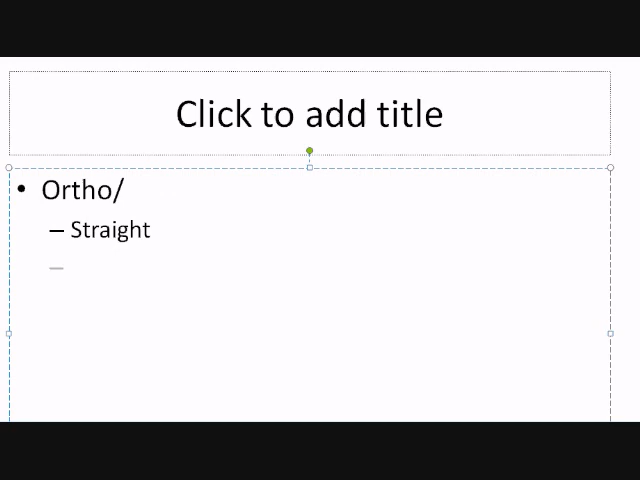 Click to add title
• Ortho/
– Straight
–